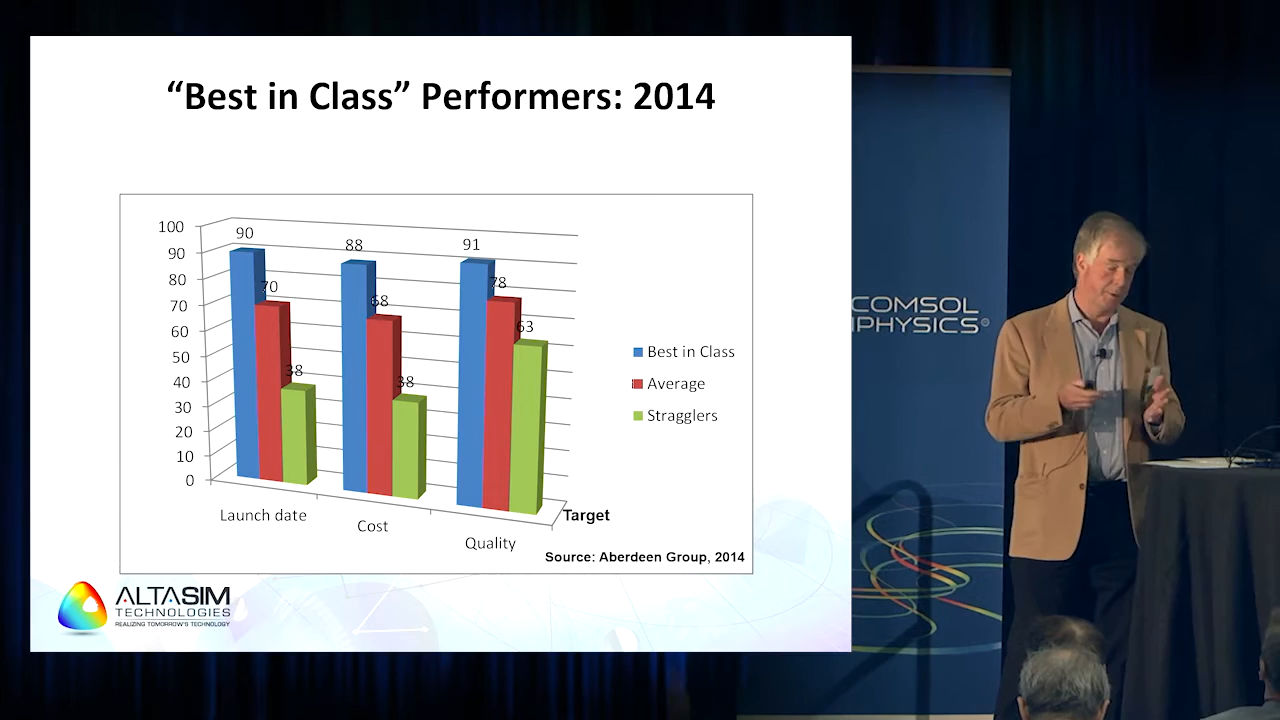 “Best in Class” Performers: 2014
100
90
80
70
60
50
40
30
20
10
0
90
70
38
88
68
38
91
78
63
Launch date
Cost
Quality
Target
Best in Class
Average
Stragglers
Source: Aberdeen Group, 2014
ALTASIM
TECHNOLOGIES
REALIZING TOMORROW'S TECHNOLOGY
COMSOL
IPHYSICS